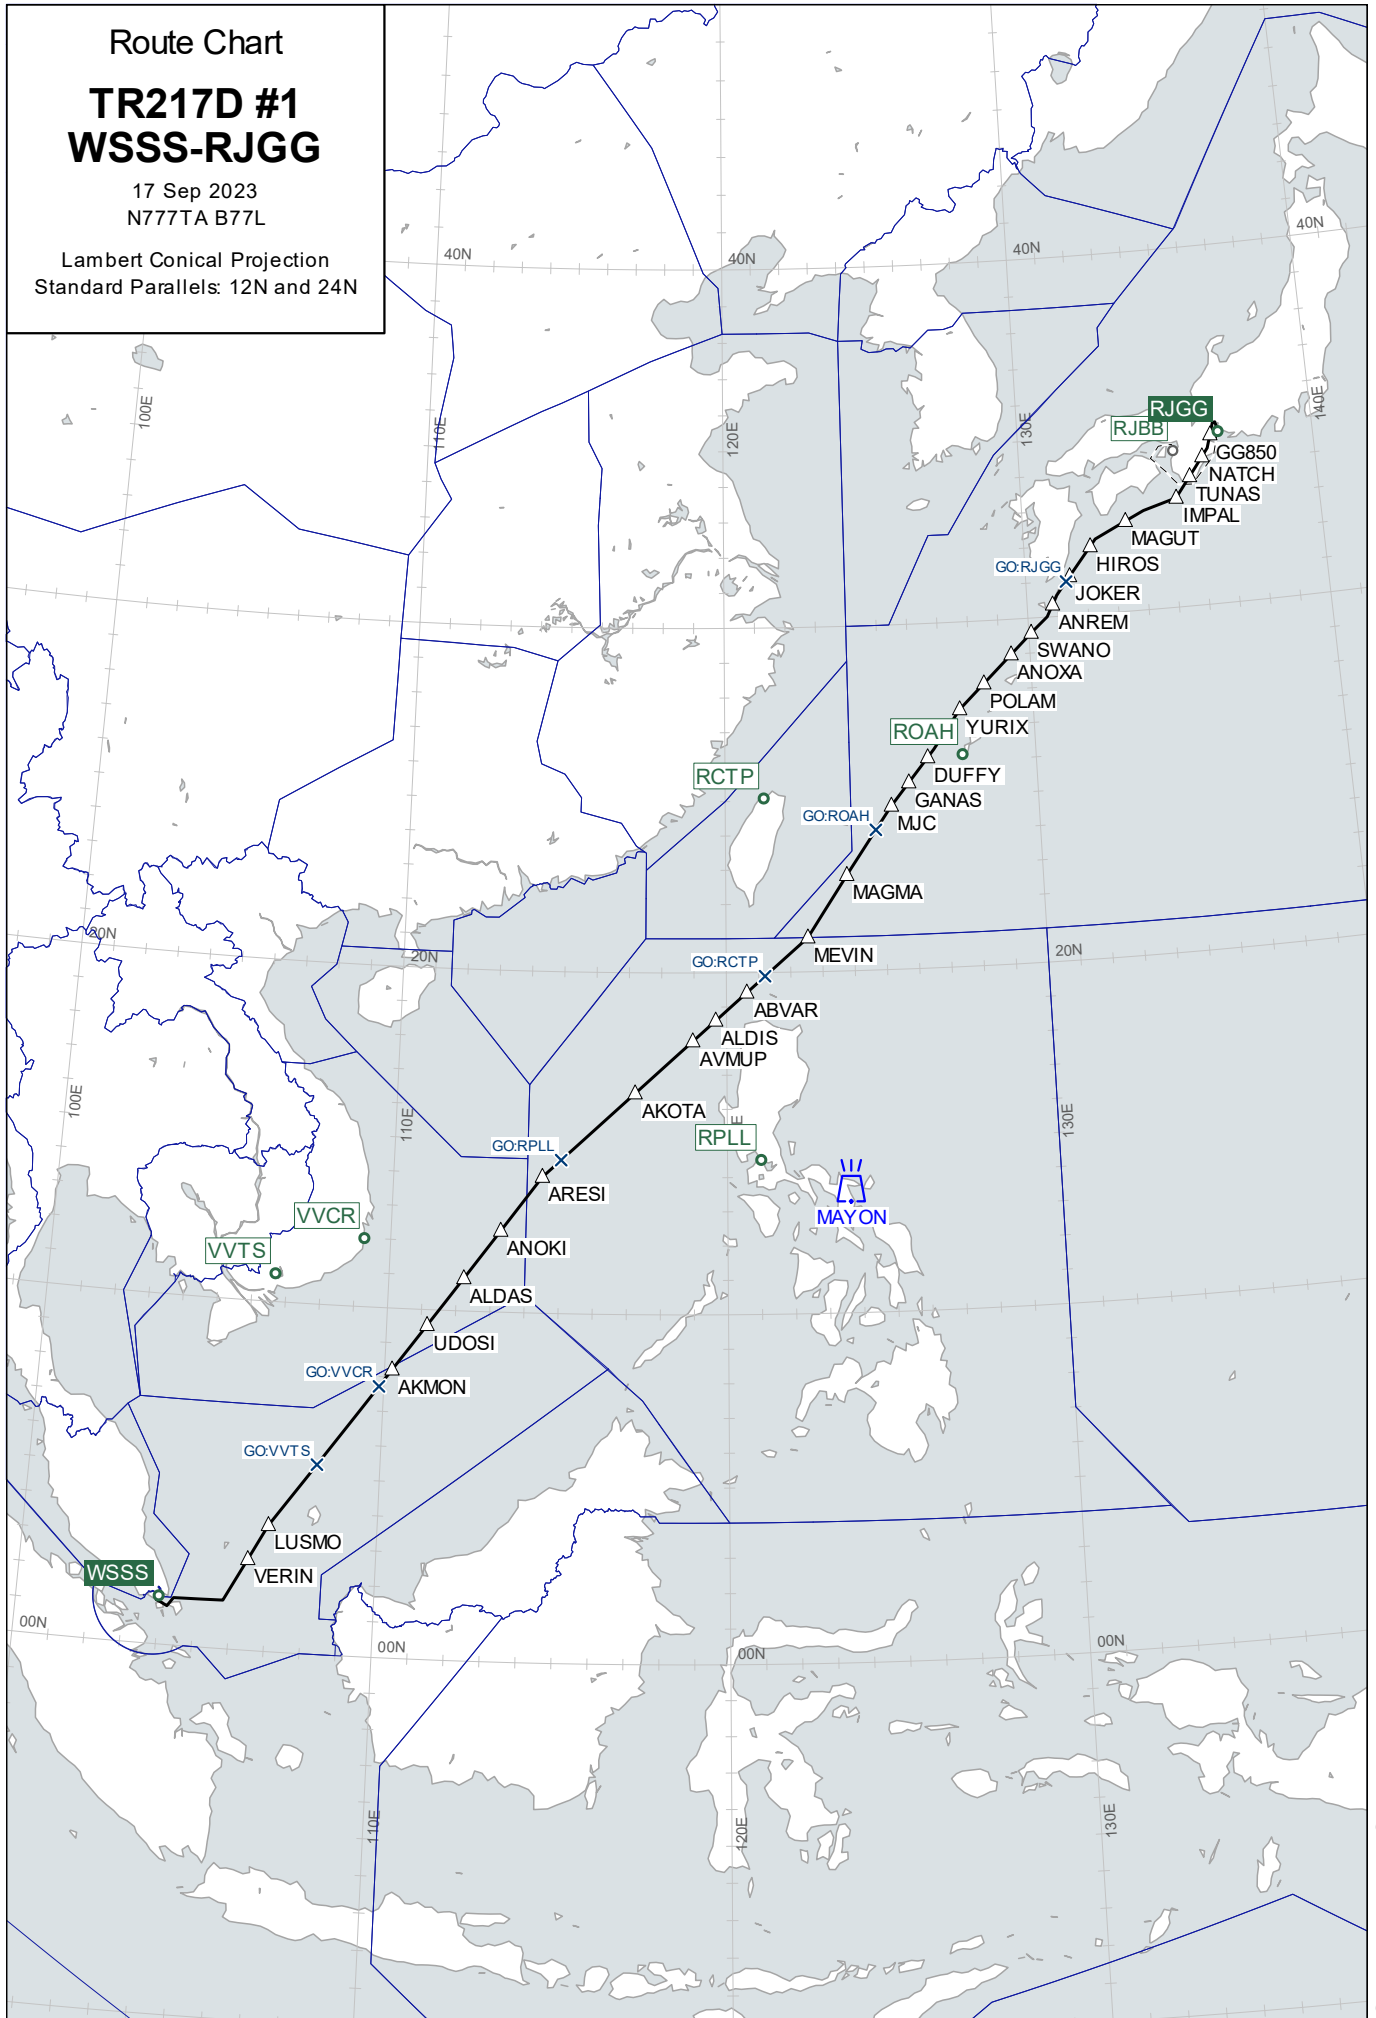 Route Chart
TR217D #1
WSSS-RJGG
17 Sep 2023
N777TA B77L
Lambert Conical Projection
Standard Parallels: 12N and 24N
40N
40N
40N
40N
100E
110E
120E
130E
140E
RJGG
RJBB
GG850
NATCH
TUNAS
IMPAL
MAGUT
HIROS
GO:RJGG
JOKER
ANREM
SWANO
ANOXA
POLAM
YURIX
ROAH
DUFFY
RCTP
GANAS
GO:ROAH
MJC
MAGMA
20N
20N
20N
MEVIN
GO:RCTP
ABVAR
ALDIS
AVMUP
100E
110E
130E
AKOTA
E
RPLL
GO:RPLL
ARESI
MAYON
VVCR
VVTS
ANOKI
ALDAS
UDOSI
GO:VVCR
AKMON
GO:VVTS
LUSMO
VERIN
WSSS
00N
00N
00N
00N
110E
120E
130E